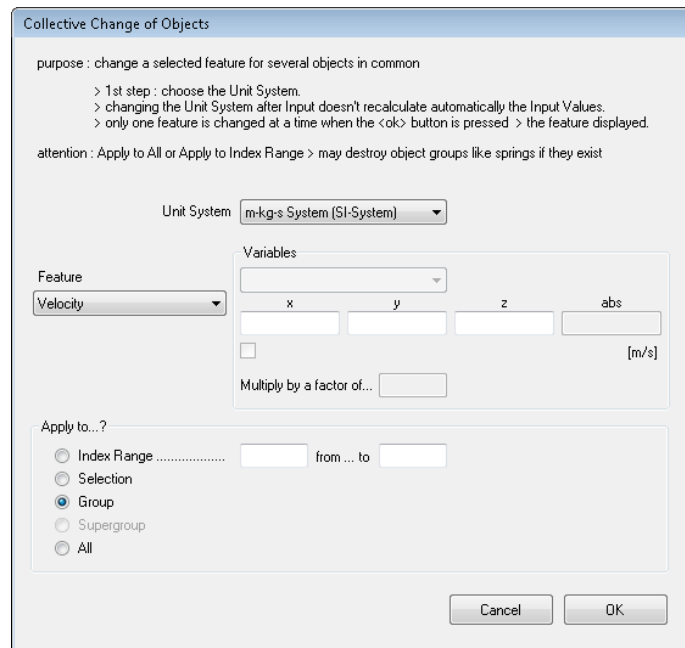 Collective Change of Objects
purpose : change a selected feature for several objects in common
> 1st step : choose the Unit System.
> changing the Unit System after Input doesn't recalculate automatically the Input Values.
> only one feature is changed at a time when the <ok> button is pressed > the feature displayed.
attention : Apply to All or Apply to Index Range > may destroy object groups like springs if they exist
Unit System m-kg-s System (SI-System)
Variables
Feature
Velocity
x y z abs
[m/s]
Multiply by a factor of...
Apply to...?
Index Range ................... from ... to
Selection
Group
Supergroup
All
Cancel OK